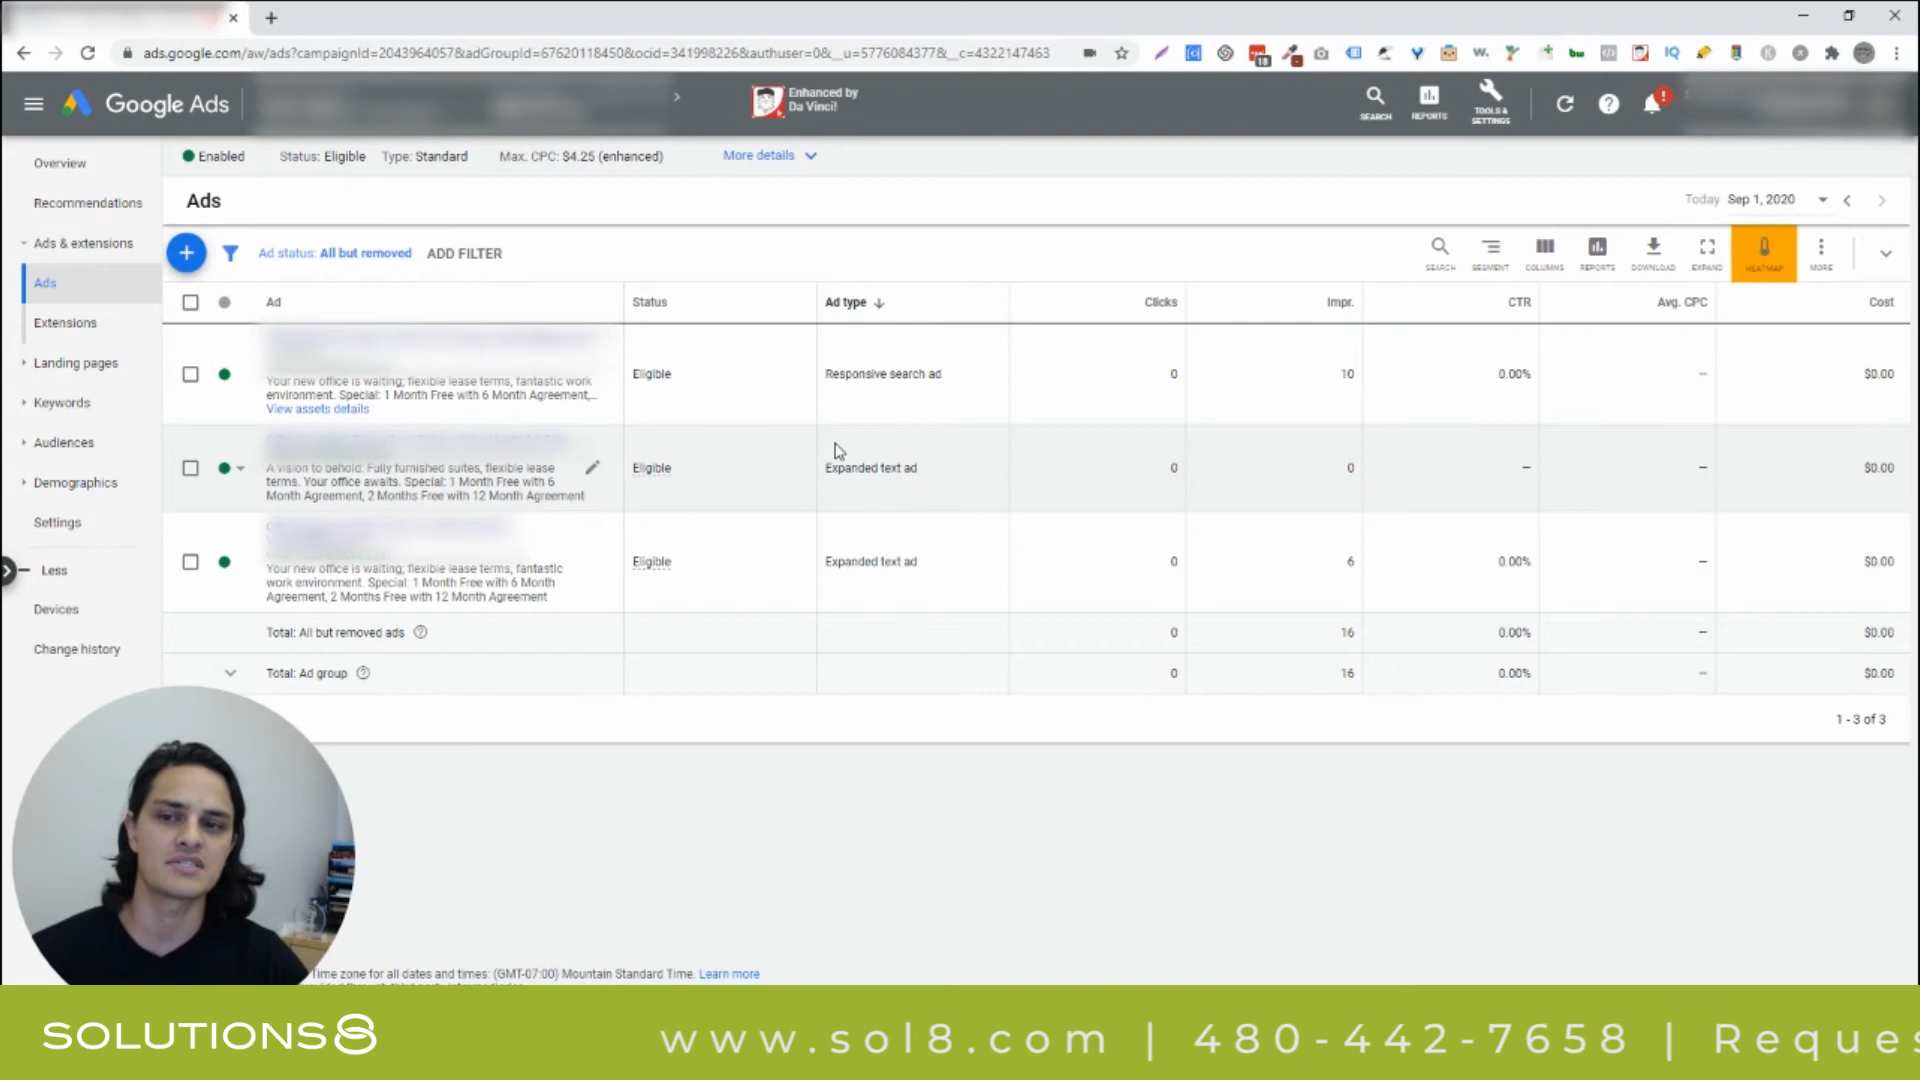 ads.google.com/aw/ads?campaignId=2043964057&adGroupId=67620118450&ocid=341998226&authuser=0&__u=5776084377&__c=4322147463
18
Google Ads
Enhanced by
Da Vinci!
SEARCH
REPORTS
TOOLS &
SETTINGS
!
Overview
Recommendations
Ads & extensions
Ads
Extensions
Landing pages
Keywords
Audiences
Demographics
Settings
Less
Devices
Change history
Enabled Status: Eligible Type: Standard Max. CPC: $4.25 (enhanced) More details
Ads
Today Sep 1, 2020
Ad status: All but removed ADD FILTER
SEARCH SEGMENT COLUMNS REPORTS DOWNLOAD EXPAND HEATMAP MORE
Ad Status Ad type Clicks Impr. CTR Avg. CPC Cost
Your new office is waiting; flexible lease terms, fantastic work
environment. Special: 1 Month Free with 6 Month Agreement,...
View assets details
Eligible Responsive search ad 0 10 0.00% – $0.00
A vision to behold: Fully furnished suites, flexible lease
terms. Your office awaits. Special: 1 Month Free with 6
Month Agreement, 2 Months Free with 12 Month Agreement
Eligible Expanded text ad 0 0 – – $0.00
Your new office is waiting; flexible lease terms, fantastic
work environment. Special: 1 Month Free with 6 Month
Agreement, 2 Months Free with 12 Month Agreement
Eligible Expanded text ad 0 6 0.00% – $0.00
Total: All but removed ads 0 16 0.00% – $0.00
Total: Ad group 0 16 0.00% – $0.00
1 - 3 of 3
Time zone for all dates and times: (GMT-07:00) Mountain Standard Time. Learn more
SOLUTIONS8
www.sol8.com | 480-442-7658 | Reques